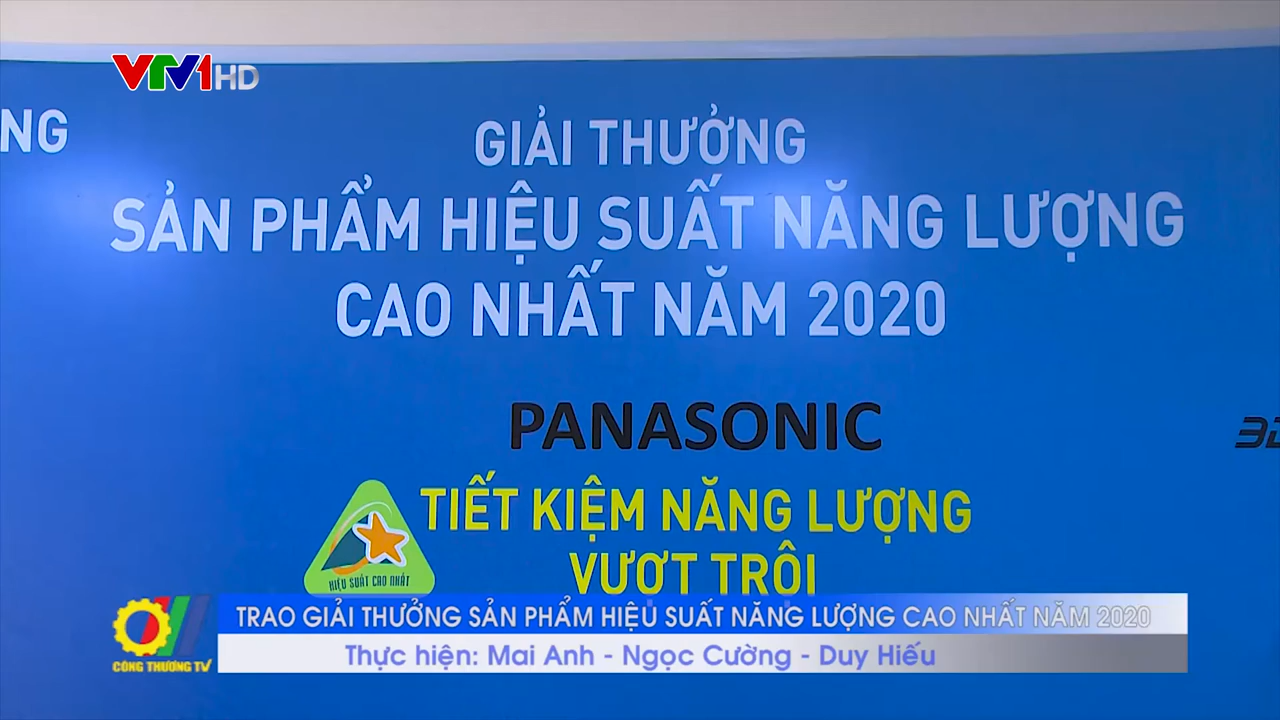 VTV1 HD
NG
GIẢI THƯỞNG
SẢN PHẨM HIỆU SUẤT NĂNG LƯỢNG
CAO NHẤT NĂM 2020
PANASONIC
TIẾT KIỆM NĂNG LƯỢNG
VƯỢT TRỘI
HIỆU SUẤT CAO NHẤT
TRAO GIẢI THƯỞNG SẢN PHẨM HIỆU SUẤT NĂNG LƯỢNG CAO NHẤT NĂM 2020
CÔNG THƯƠNG TV
Thực hiện: Mai Anh - Ngọc Cường - Duy Hiếu